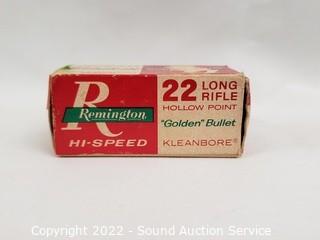 R
Remington
HI-SPEED
22 LONG
RIFLE
HOLLOW POINT
"Golden" Bullet
KLEANBORE®
Copyright 2022 - Sound Auction Service